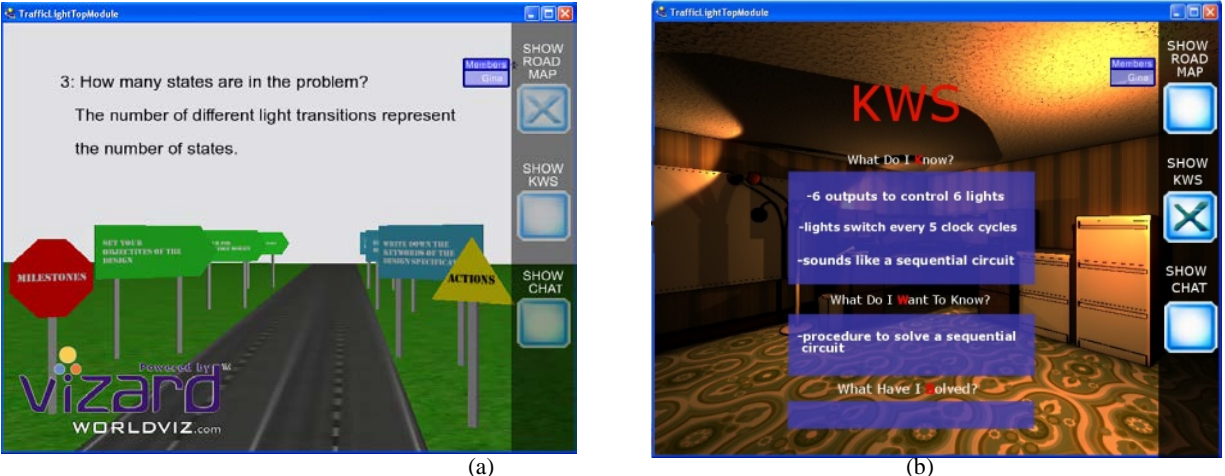 TrafficLightTopModule
3: How many states are in the problem?
The number of different light transitions represent
the number of states.
Members
Gina
SHOW
ROAD
MAP
SHOW
KWS
SHOW
CHAT
MILESTONES
SET YOUR
OBJECTIVES OF THE
DESIGN
WRITE DOWN THE
KEYWORDS OF THE
DESIGN SPECIFICAT
ACTIONS
Powered by TM
vizard
WORLDVIZ.com
(a)
TrafficLightTopModule
KWS
What Do I Know?
-6 outputs to control 6 lights
-lights switch every 5 clock cycles
-sounds like a sequential circuit
What Do I Want To Know?
-procedure to solve a sequential
circuit
What Have I Solved?
Members
Gina
SHOW
ROAD
MAP
SHOW
KWS
SHOW
CHAT
(b)